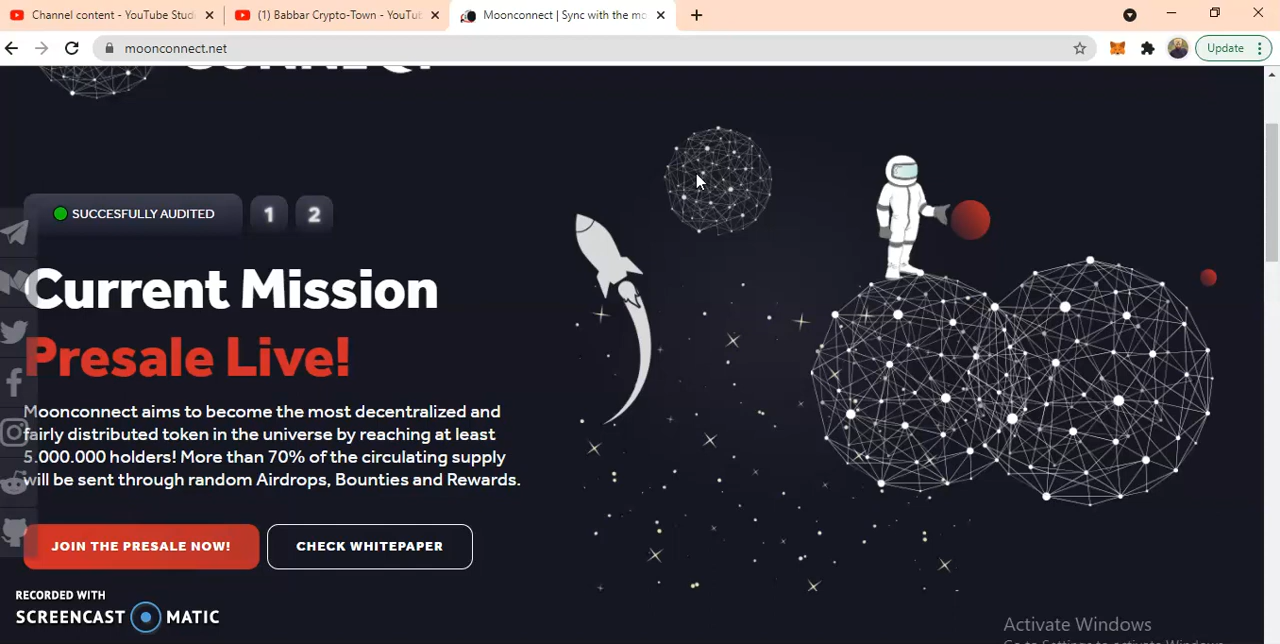 Channel content - YouTube Stud
(1) Babbar Crypto-Town - YouTu
Moonconnect | Sync with the mo
moonconnect.net
Update
SUCCESFULLY AUDITED
1
2
Current Mission
Presale Live!
Moonconnect aims to become the most decentralized and
fairly distributed token in the universe by reaching at least
5.000.000 holders! More than 70% of the circulating supply
will be sent through random Airdrops, Bounties and Rewards.
JOIN THE PRESALE NOW!
CHECK WHITEPAPER
RECORDED WITH
SCREENCAST MATIC
Activate Windows